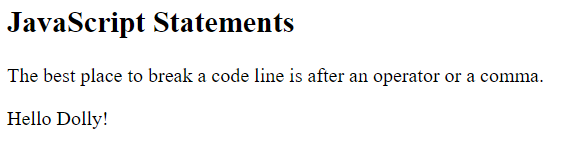 JavaScript Statements
The best place to break a code line is after an operator or a comma.
Hello Dolly!